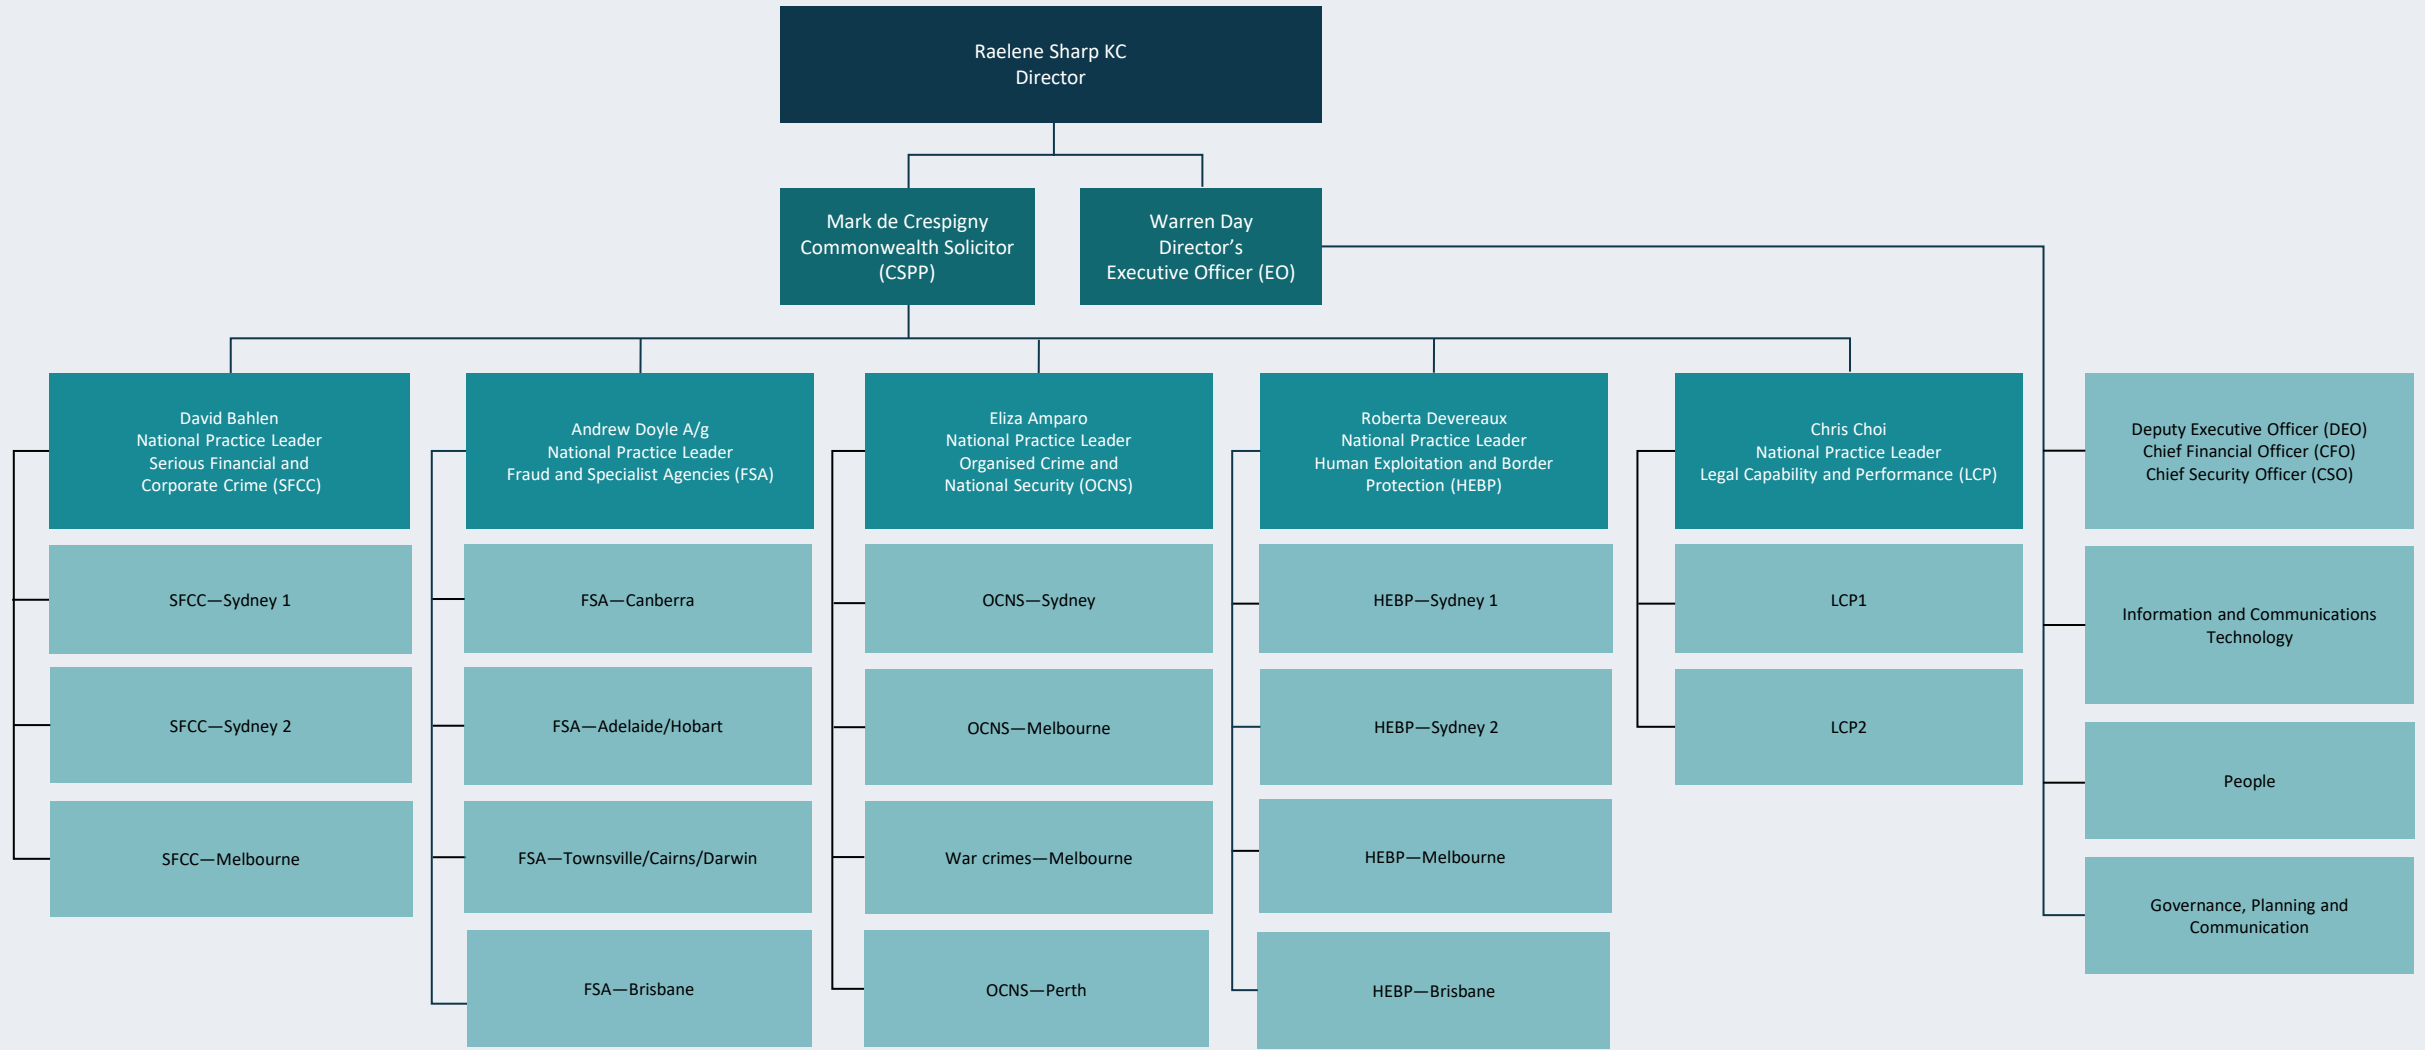 Raelene Sharp KC
Director
Mark de Crespigny
Commonwealth Solicitor
(CSPP)
Warren Day
Director’s
Executive Officer (EO)
David Bahlen
National Practice Leader
Serious Financial and
Corporate Crime (SFCC)
SFCC—Sydney 1
SFCC—Sydney 2
SFCC—Melbourne
Andrew Doyle A/g
National Practice Leader
Fraud and Specialist Agencies (FSA)
FSA—Canberra
FSA—Adelaide/Hobart
FSA—Townsville/Cairns/Darwin
FSA—Brisbane
Eliza Amparo
National Practice Leader
Organised Crime and
National Security (OCNS)
OCNS—Sydney
OCNS—Melbourne
War crimes—Melbourne
OCNS—Perth
Roberta Devereaux
National Practice Leader
Human Exploitation and Border
Protection (HEBP)
HEBP—Sydney 1
HEBP—Sydney 2
HEBP—Melbourne
HEBP—Brisbane
Chris Choi
National Practice Leader
Legal Capability and Performance (LCP)
LCP1
LCP2
Deputy Executive Officer (DEO)
Chief Financial Officer (CFO)
Chief Security Officer (CSO)
Information and Communications
Technology
People
Governance, Planning and
Communication